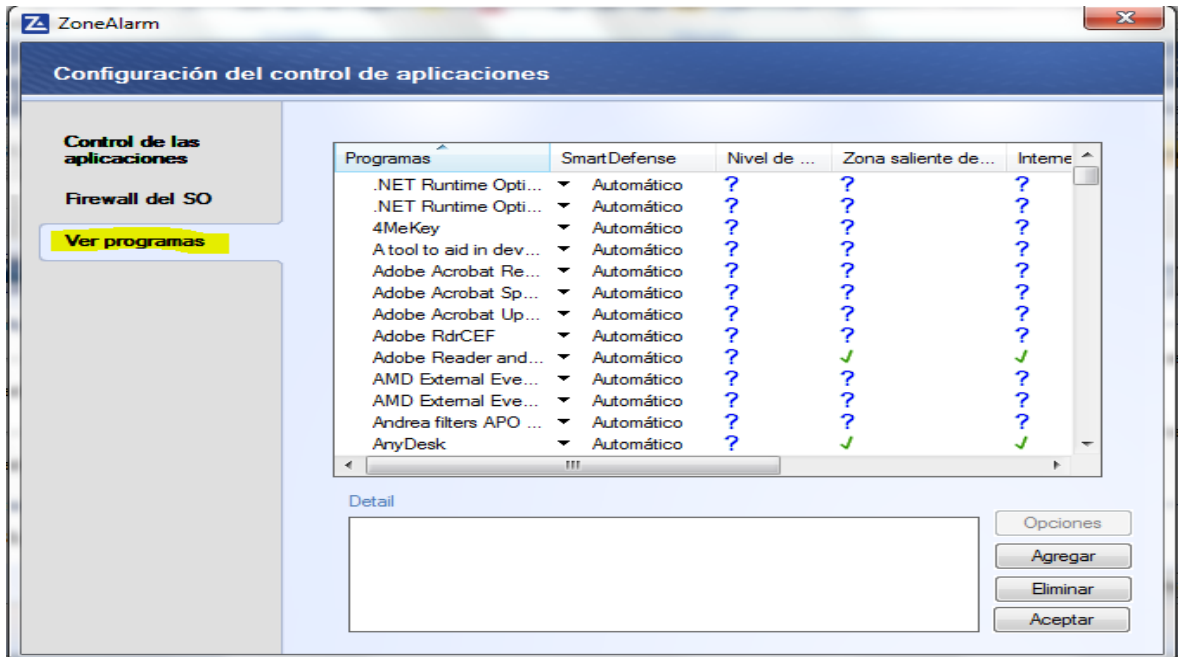 ZoneAlarm
Configuración del control de aplicaciones
Control de las
aplicaciones
Firewall del SO
Ver programas
Programas SmartDefense Nivel de ... Zona saliente de... Interne
.NET Runtime Opti... Automático ? ? ?
.NET Runtime Opti... Automático ? ? ?
4MeKey Automático ? ? ?
A tool to aid in dev... Automático ? ? ?
Adobe Acrobat Re... Automático ? ? ?
Adobe Acrobat Sp... Automático ? ? ?
Adobe Acrobat Up... Automático ? ? ?
Adobe RdrCEF Automático ? ? ?
Adobe Reader and... Automático ? ✓ ✓
AMD External Eve... Automático ? ? ?
AMD External Eve... Automático ? ? ?
Andrea filters APO ... Automático ? ? ?
AnyDesk Automático ? ✓ ✓
Detail
Opciones
Agregar
Eliminar
Aceptar